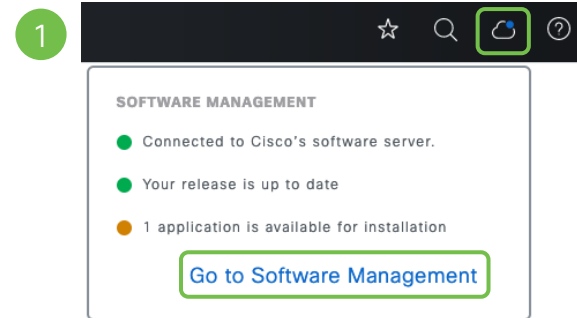 1
SOFTWARE MANAGEMENT
Connected to Cisco's software server.
Your release is up to date
1 application is available for installation
Go to Software Management